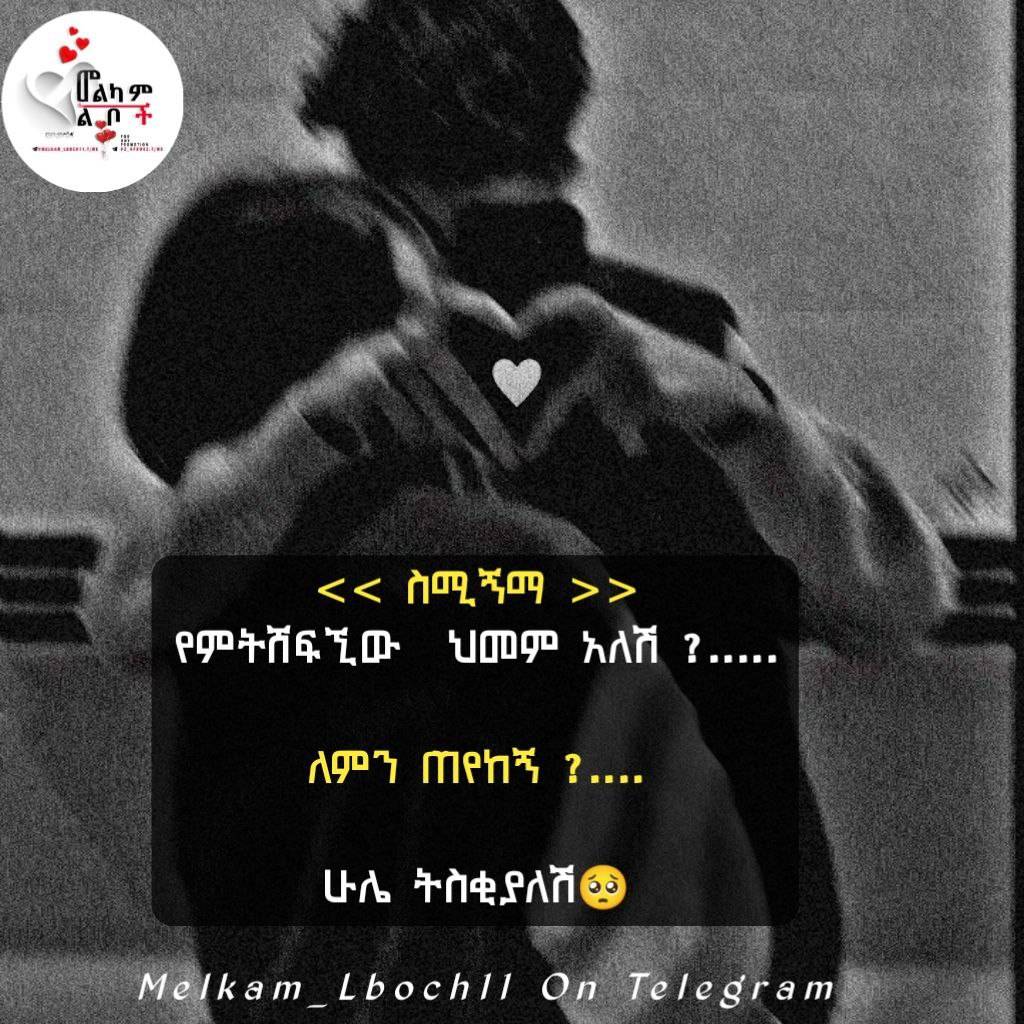 መልካም
ልቦች
<< ስሚኝማ >>
የምትሸፍኚው ህመም አለሽ ?.....
ለምን ጠየከኝ ?....
ሁሌ ትስቂያለሽ🥺
Melkam_Lboch11 On Telegram